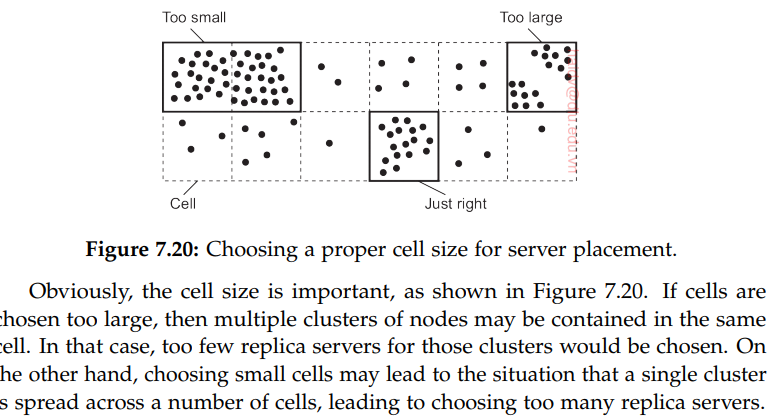 Too small
Too large
Cell
Just right
Figure 7.20: Choosing a proper cell size for server placement.
Obviously, the cell size is important, as shown in Figure 7.20. If cells are
chosen too large, then multiple clusters of nodes may be contained in the same
cell. In that case, too few replica servers for those clusters would be chosen. On
the other hand, choosing small cells may lead to the situation that a single cluster
is spread across a number of cells, leading to choosing too many replica servers.